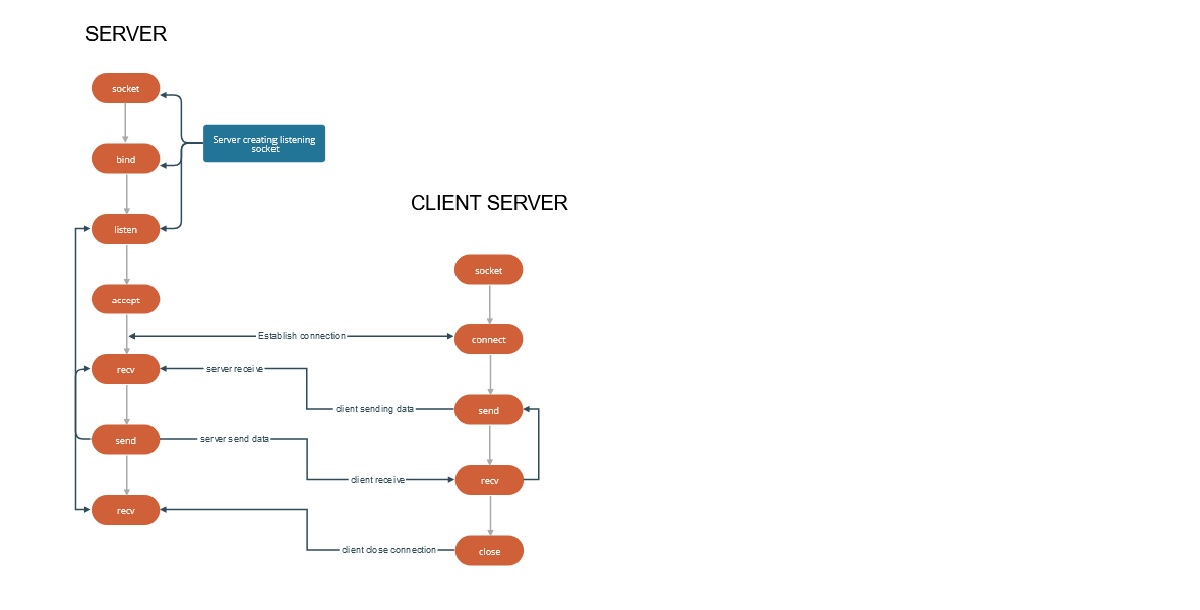 SERVER
socket
Server creating listening
socket
bind
CLIENT SERVER
listen
socket
accept
Establish connection
connect
recv
server receive
client sending data
send
send
server send data
client receiive
recv
recv
client close connection
close